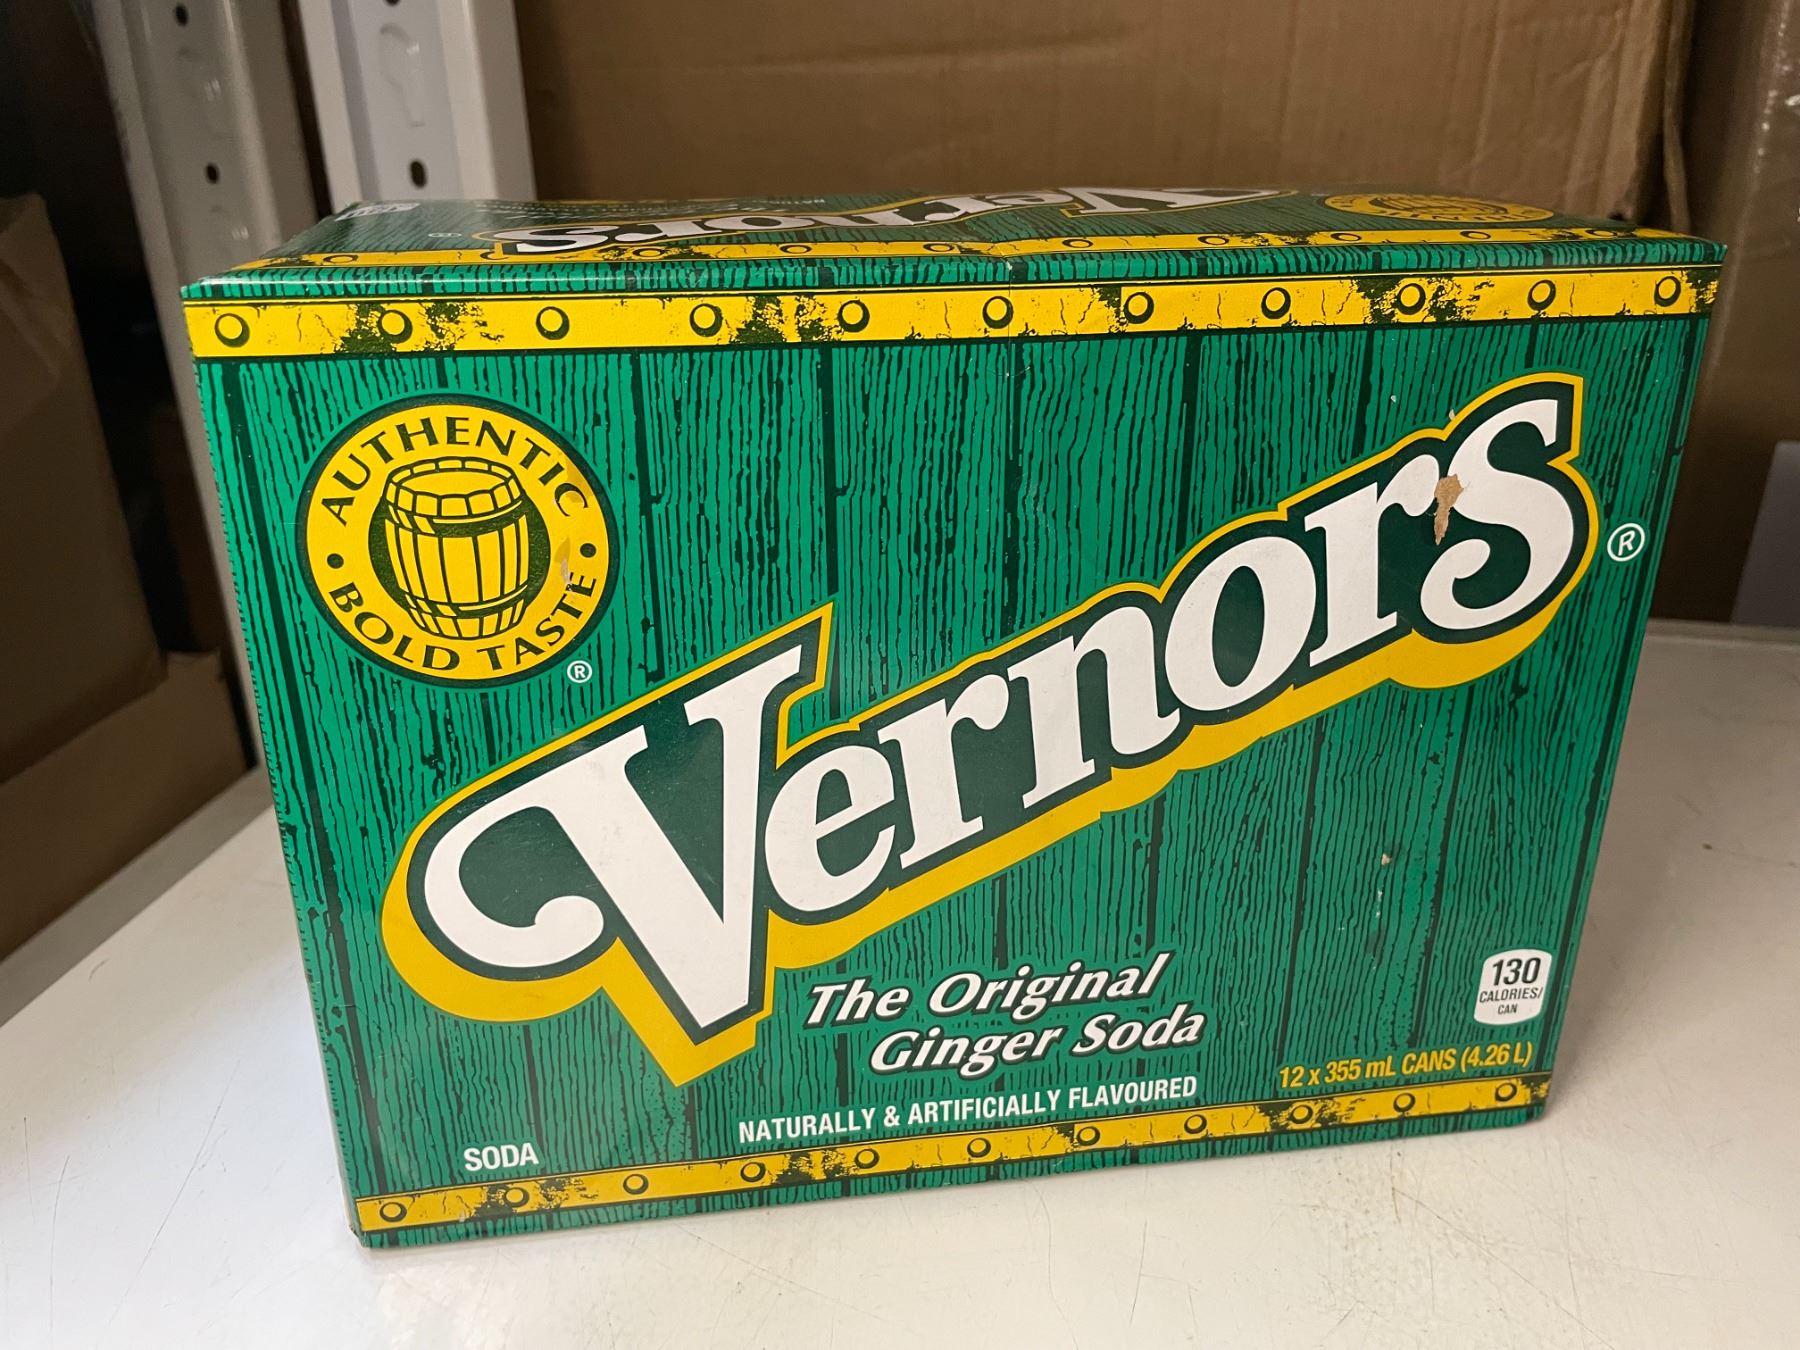 Vernors
AUTHENTIC
• BOLD TASTE •
®
Vernors®
The Original
Ginger Soda
NATURALLY & ARTIFICIALLY FLAVOURED
SODA
130
CALORIES/
CAN
12 x 355 mL CANS (4.26 L)